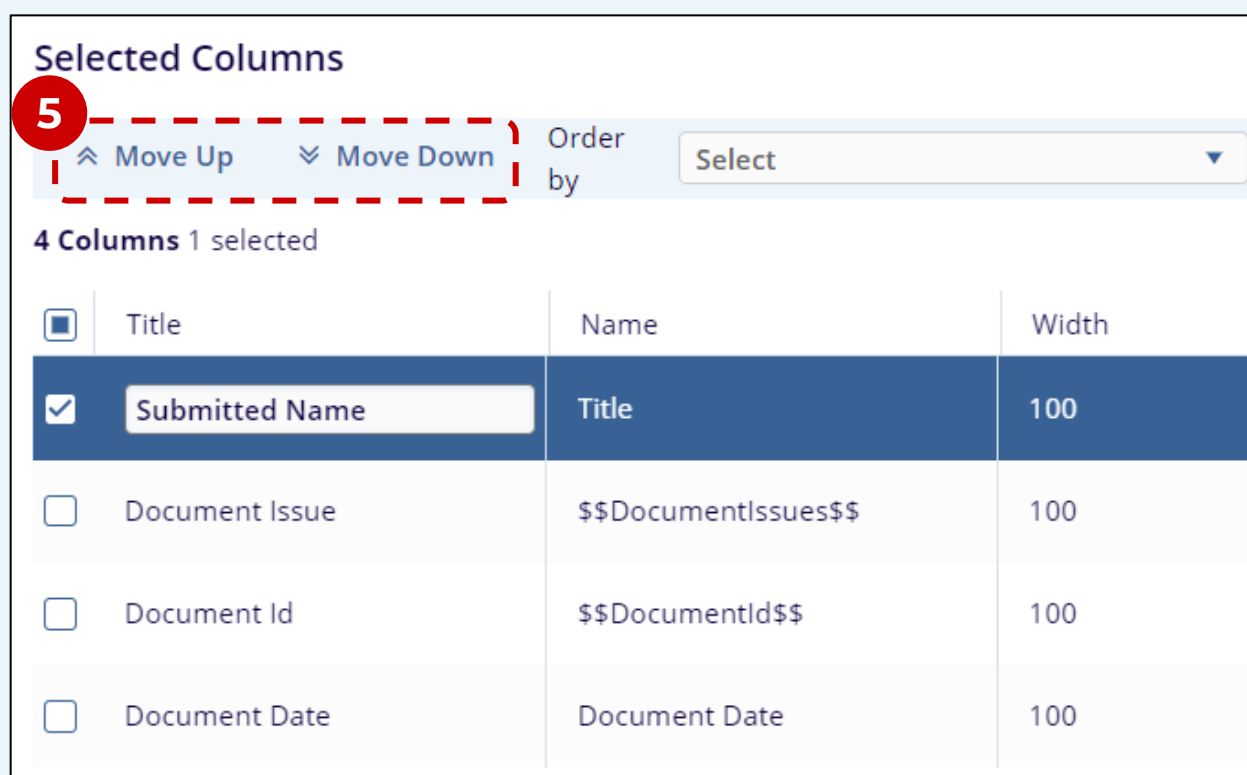 Selected Columns
5
Move Up Move Down Order by Select
4 Columns 1 selected
Title Name Width
Submitted Name Title 100
Document Issue $$DocumentIssues$$ 100
Document Id $$DocumentId$$ 100
Document Date Document Date 100